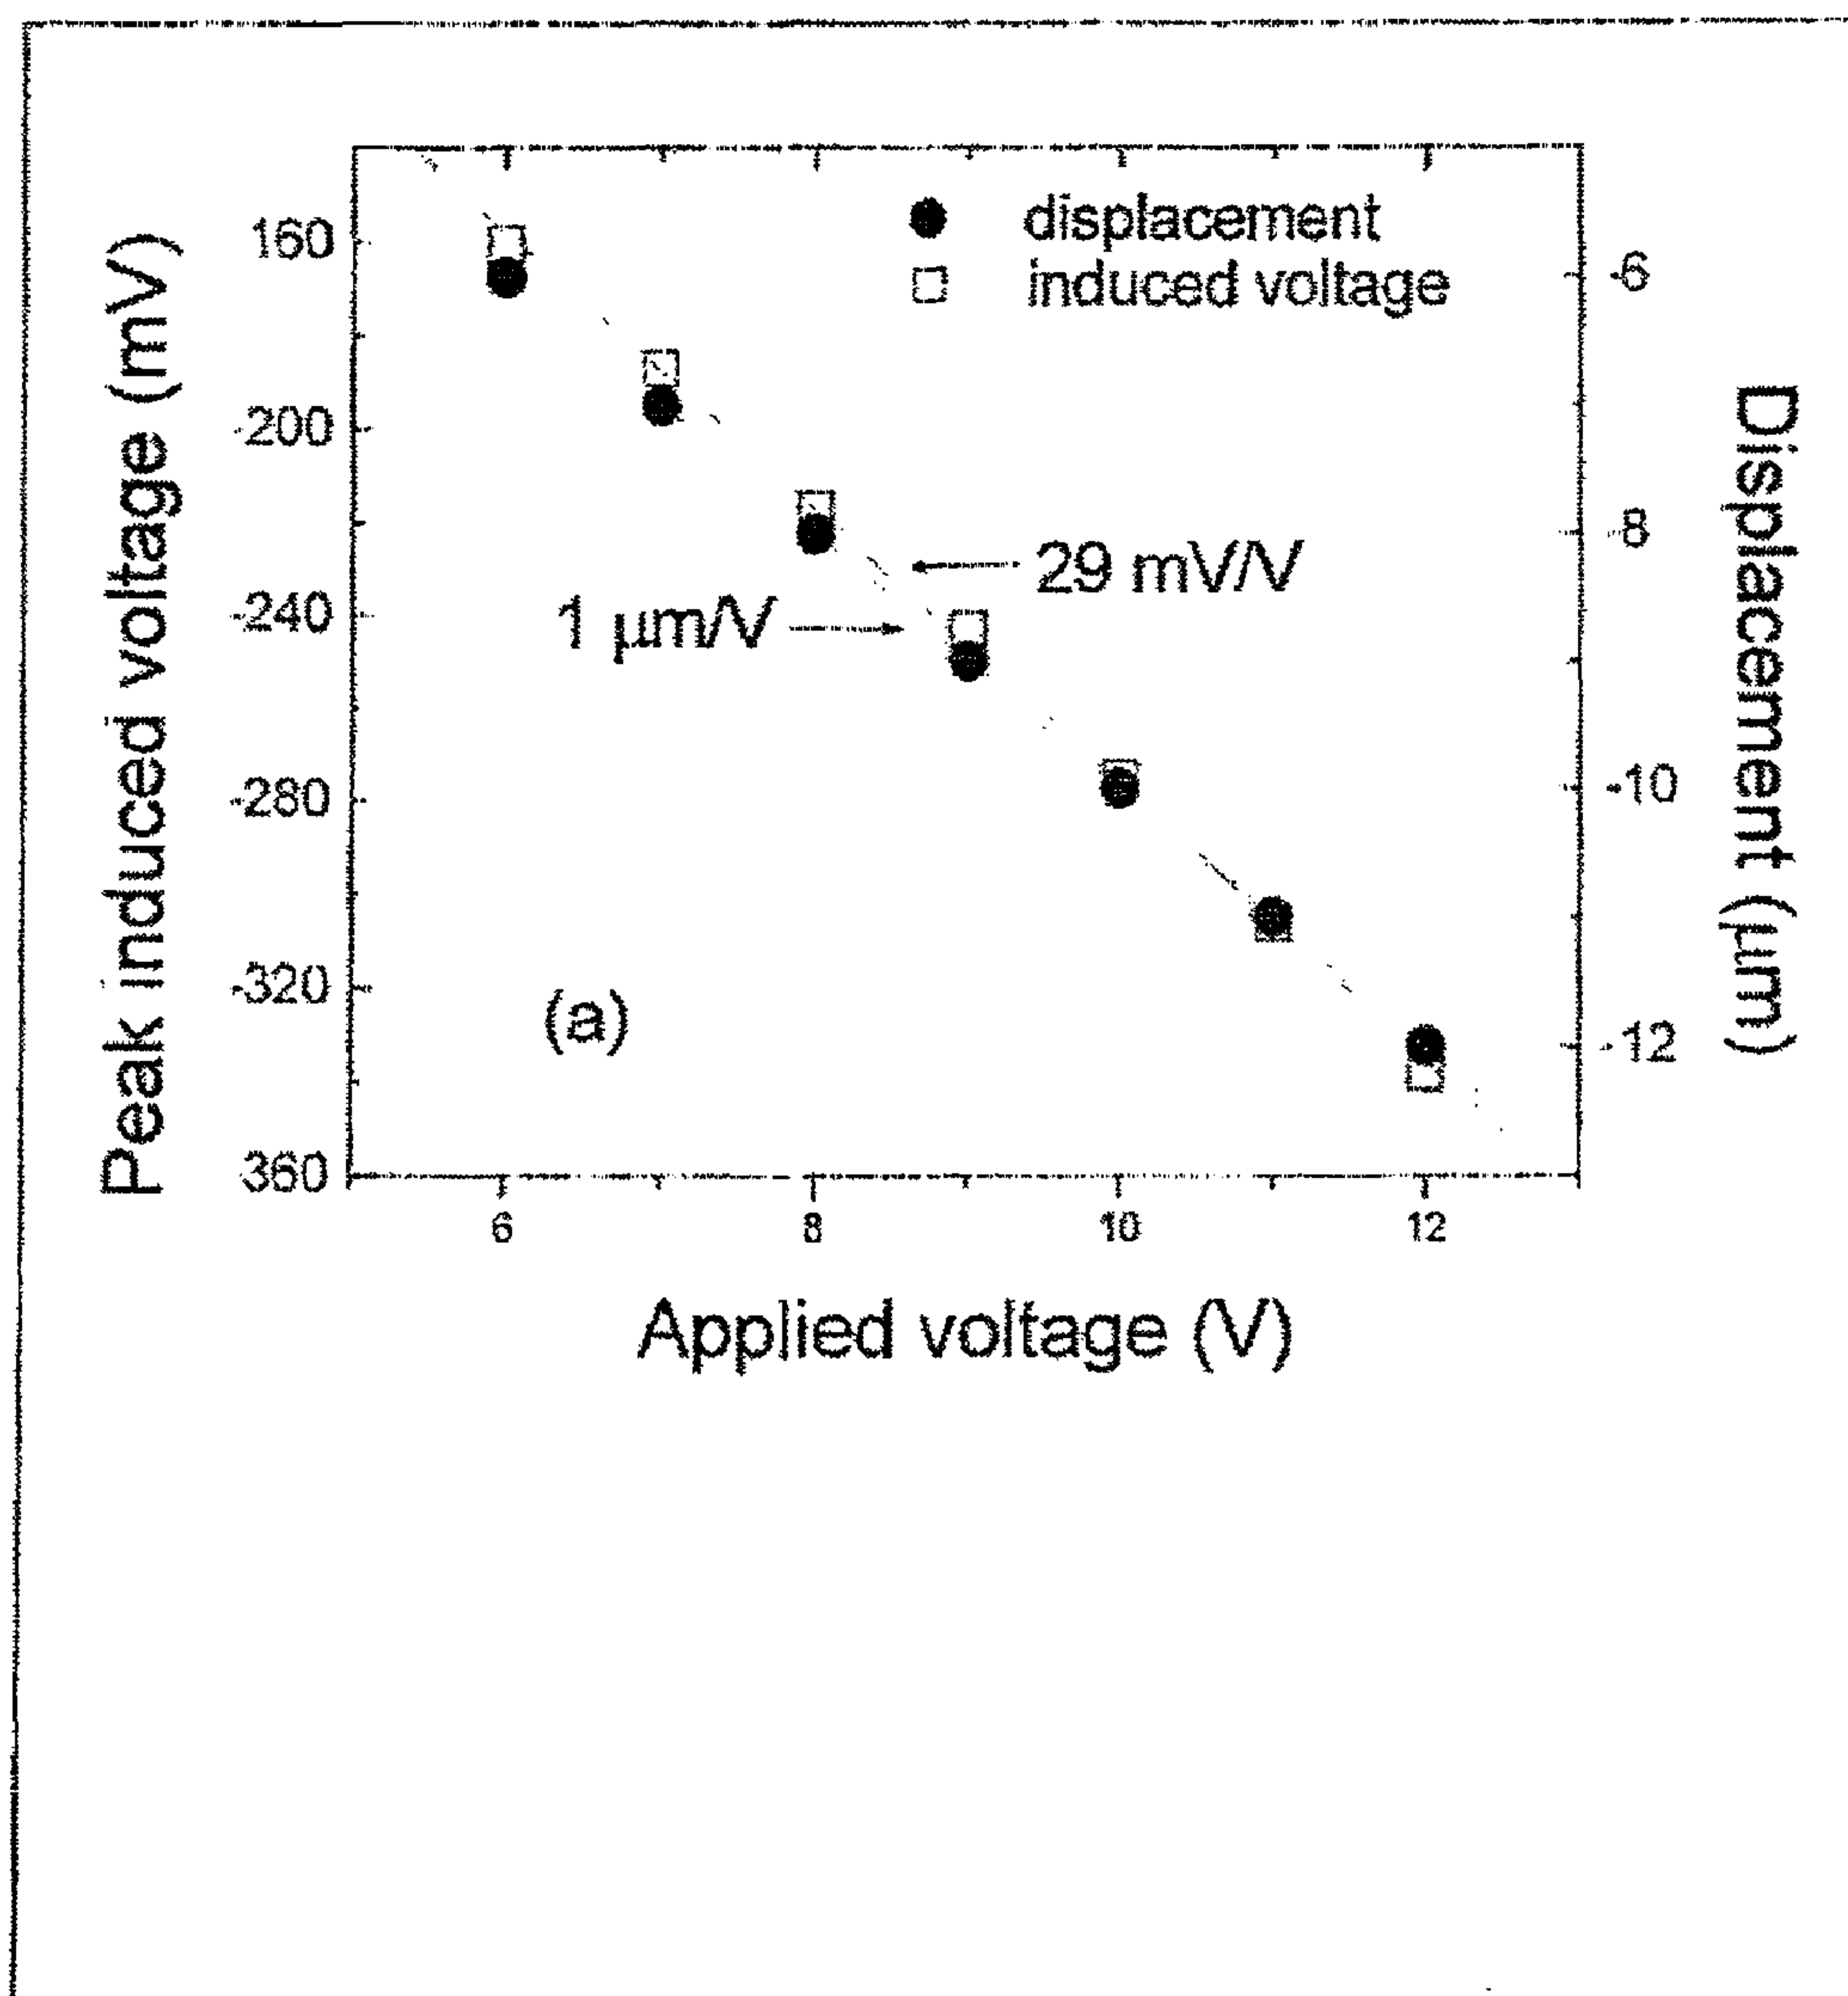 Peak induced voltage (mV)
160
-200
-240
-280
-320
-360
displacement
induced voltage
29 mV/V
1 μm/V
(a)
-6
-8
-10
-12
Displacement (μm)
6 8 10 12
Applied voltage (V)